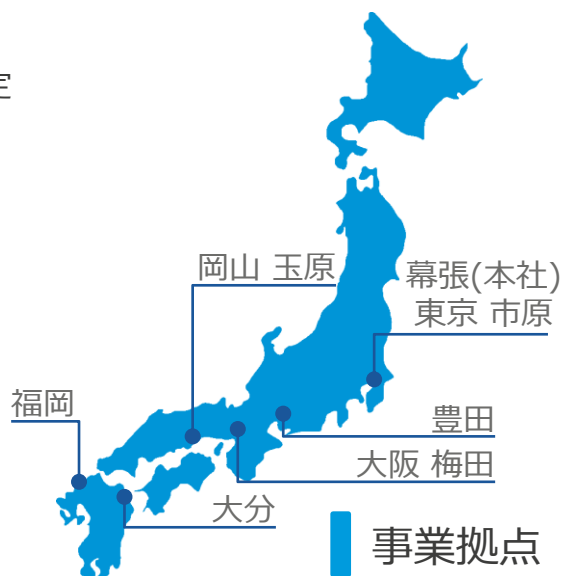 定
岡山 玉原
幕張(本社)
東京 市原
福岡
豊田
大阪 梅田
大分
事業拠点